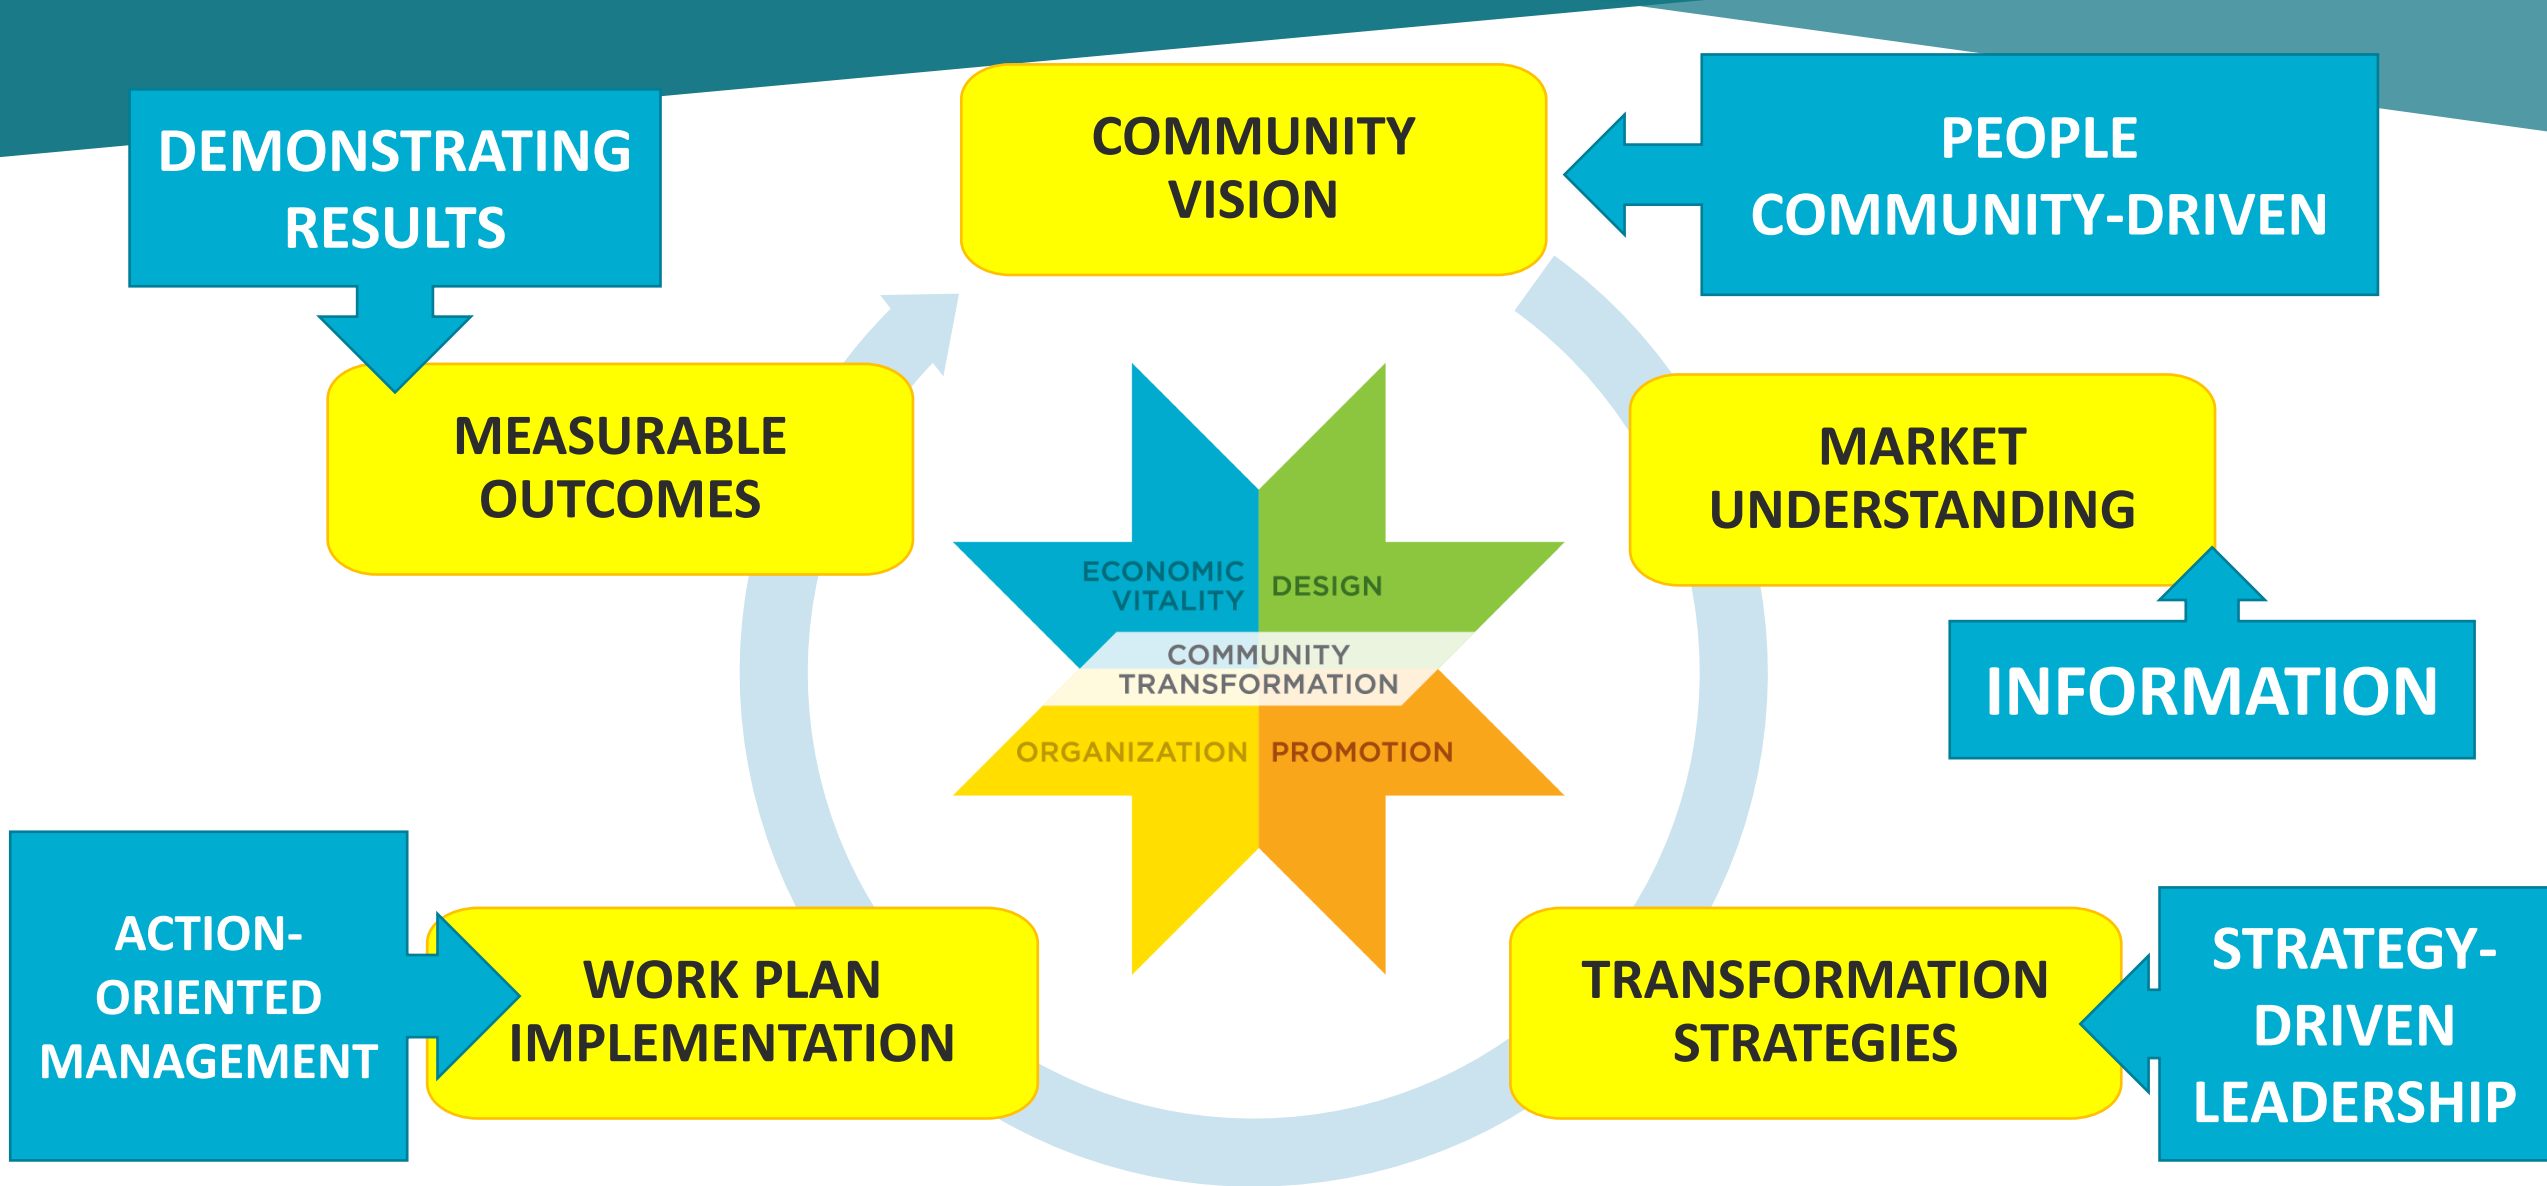 DEMONSTRATING
RESULTS
COMMUNITY
VISION
PEOPLE
COMMUNITY-DRIVEN
MEASURABLE
OUTCOMES
MARKET
UNDERSTANDING
ECONOMIC
VITALITY
DESIGN
COMMUNITY
TRANSFORMATION
INFORMATION
ORGANIZATION
PROMOTION
ACTION-
ORIENTED
MANAGEMENT
WORK PLAN
IMPLEMENTATION
TRANSFORMATION
STRATEGIES
STRATEGY-
DRIVEN
LEADERSHIP